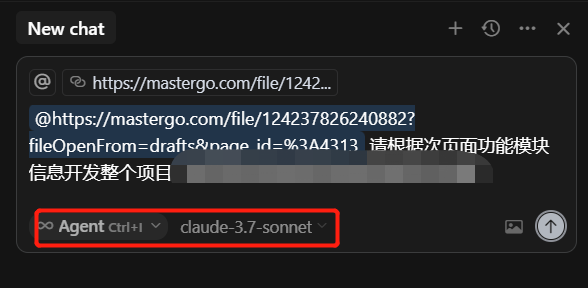 New chat
@ https://mastergo.com/file/1242...
@https://mastergo.com/file/124237826240882?
fileOpenFrom=drafts&page_id=%3A4313 请根据次页面功能模块
信息开发整个项目
Agent Ctrl+I claude-3.7-sonnet